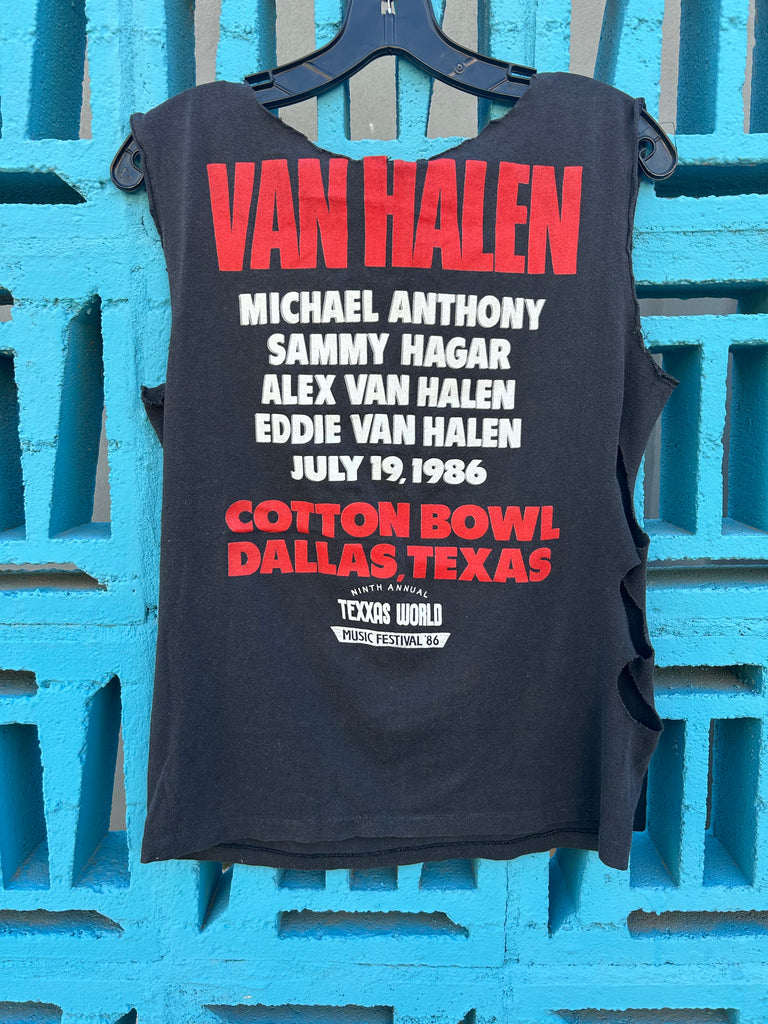 VAN HALEN
MICHAEL ANTHONY
SAMMY HAGAR
ALEX VAN HALEN
EDDIE VAN HALEN
JULY 19, 1986
COTTON BOWL
DALLAS, TEXAS
NINTH ANNUAL
TEXXAS WORLD
MUSIC FESTIVAL '86